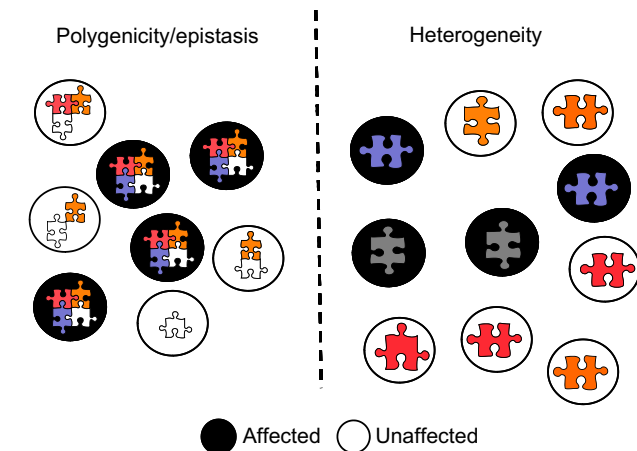 Polygenicity/epistasis
Heterogeneity
Affected
Unaffected